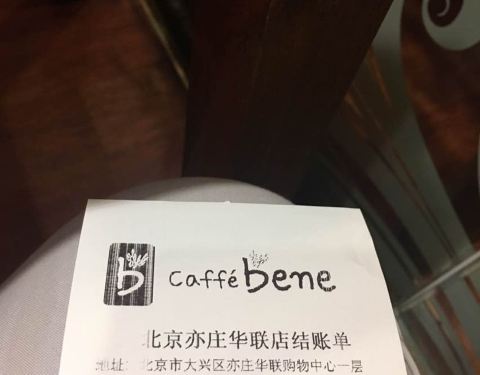 b Caffé bene
北京亦庄华联店结账单
地址: 北京市大兴区亦庄华联购物中心一层